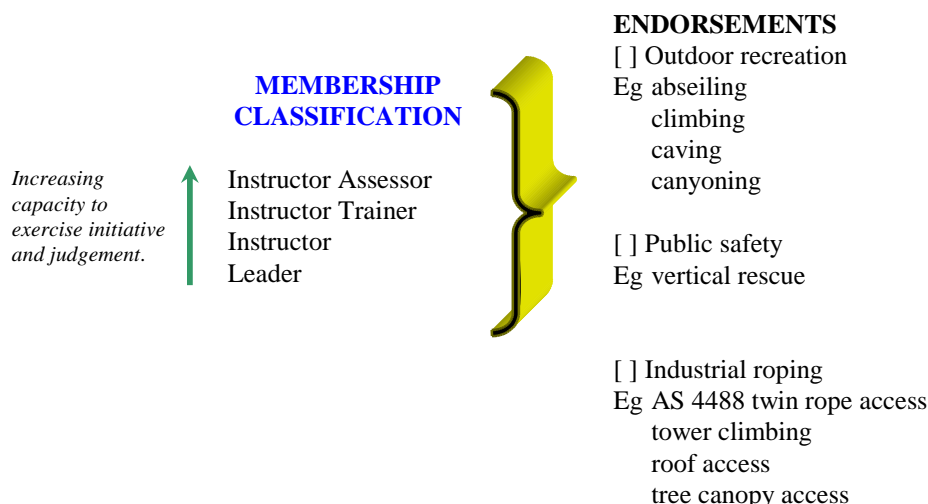 MEMBERSHIP
CLASSIFICATION
Increasing
capacity to
exercise initiative
and judgement.
Instructor Assessor
Instructor Trainer
Instructor
Leader
ENDORSEMENTS
[ ] Outdoor recreation
Eg abseiling
climbing
caving
canyoning
[ ] Public safety
Eg vertical rescue
[ ] Industrial roping
Eg AS 4488 twin rope access
tower climbing
roof access
tree canopy access